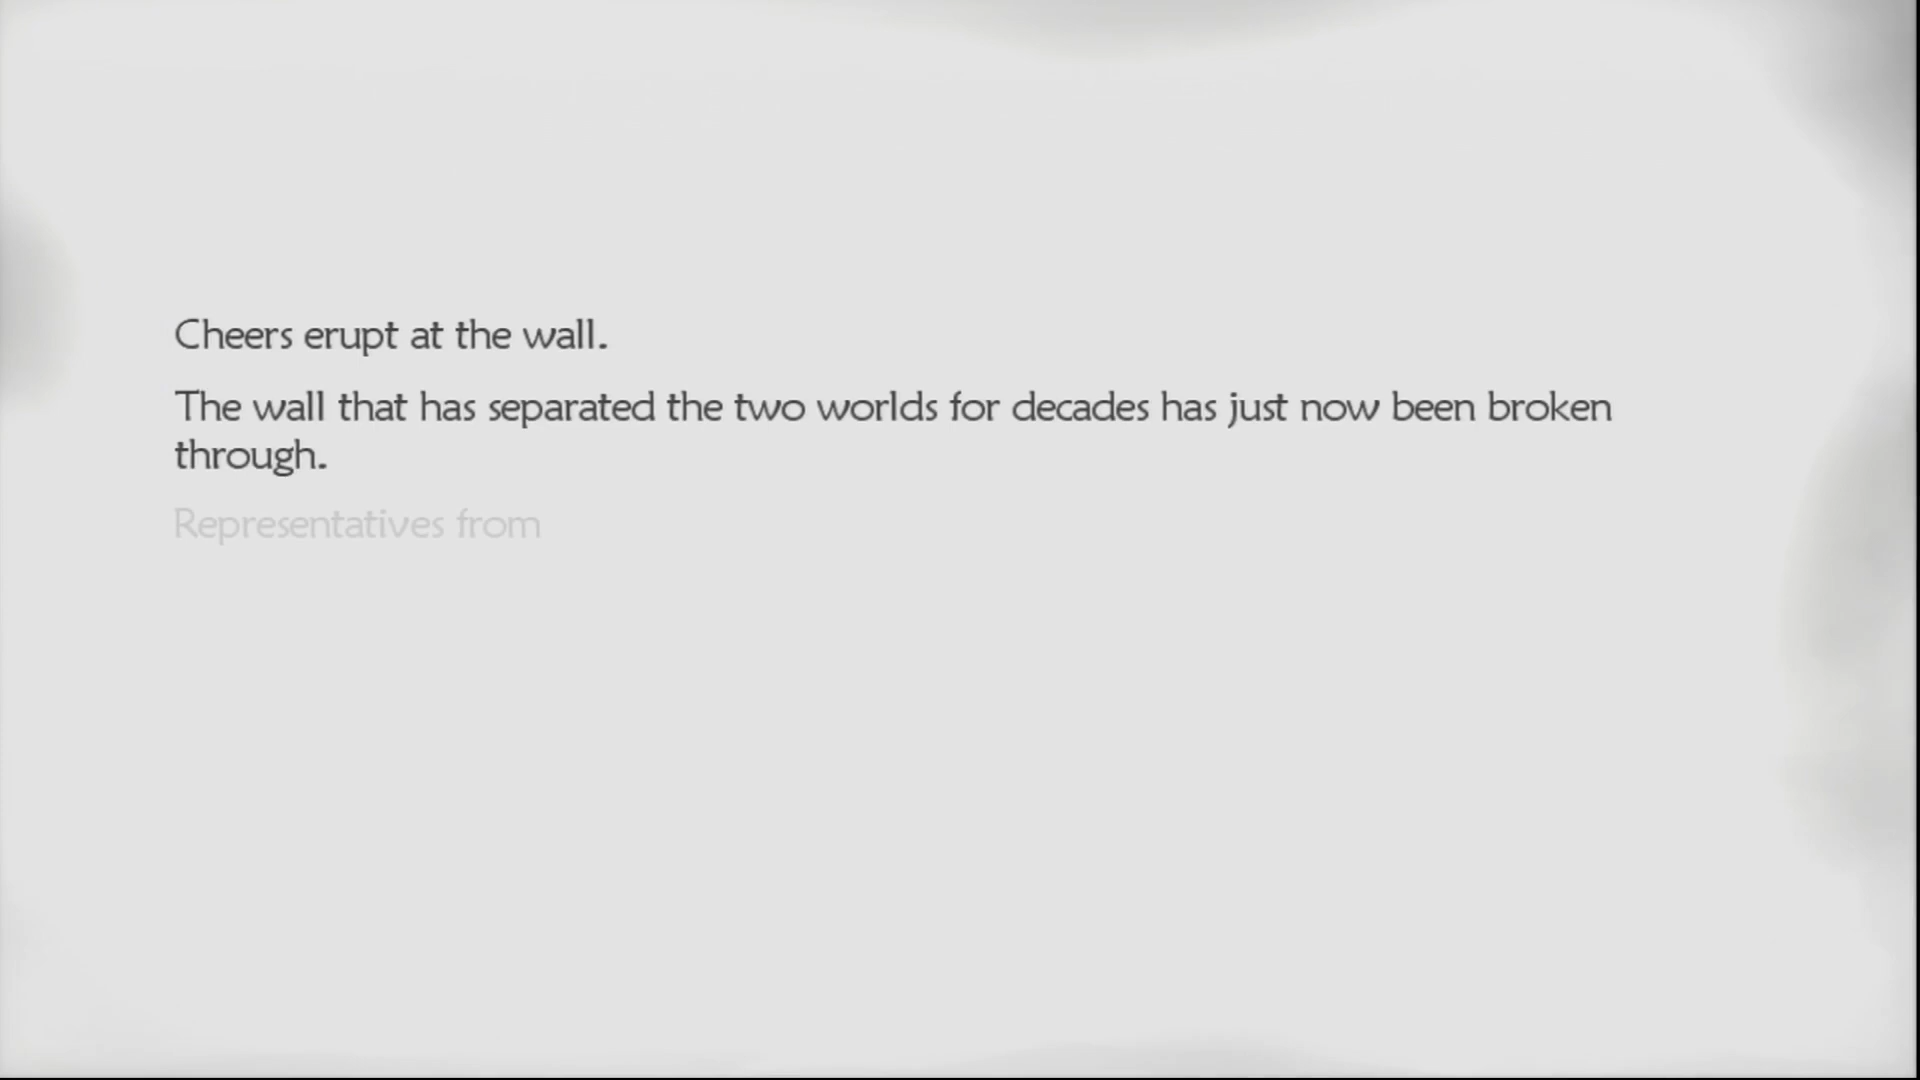 Cheers erupt at the wall.
The wall that has separated the two worlds for decades has just now been broken
through.
Representatives from